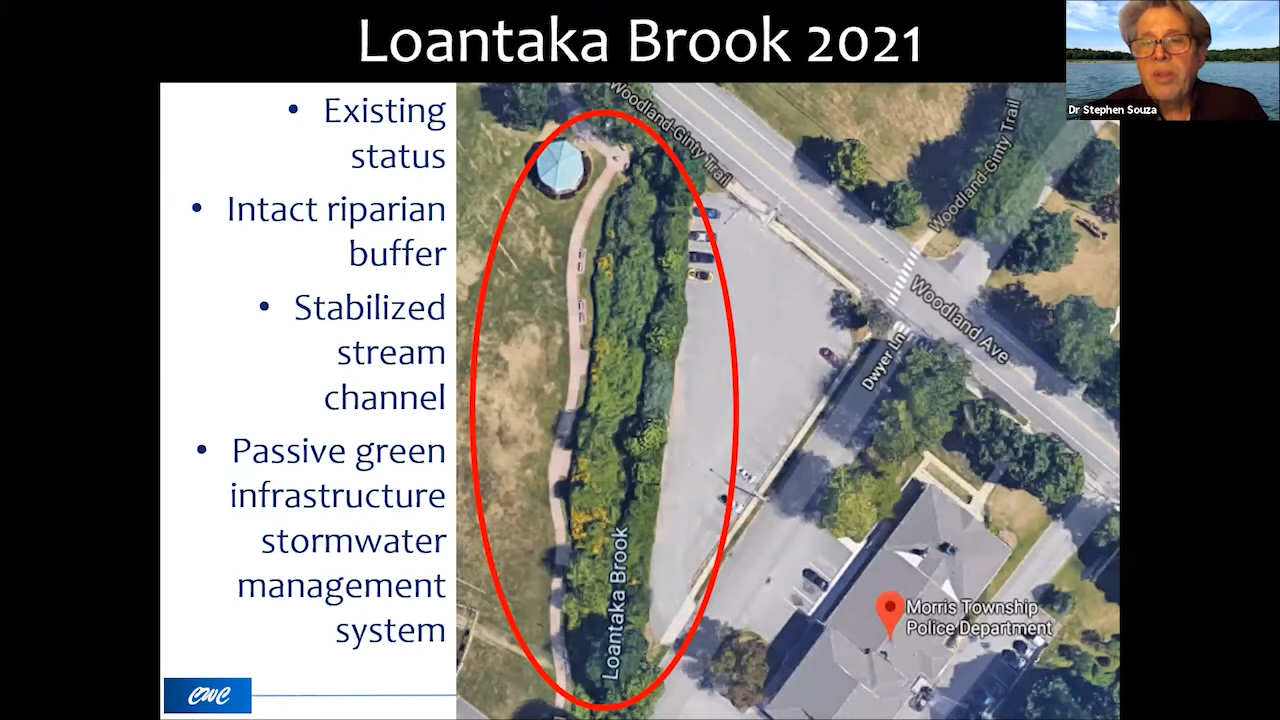 Loantaka Brook 2021
Dr Stephen Souza
• Existing
status
• Intact riparian
buffer
• Stabilized
stream
channel
• Passive green
infrastructure
stormwater
management
system
CWC
Woodland-Ginty Trail
Woodland-Ginty Trail
Woodland Ave
Dwyer Ln
Loantaka Brook
Morris Township
Police Department